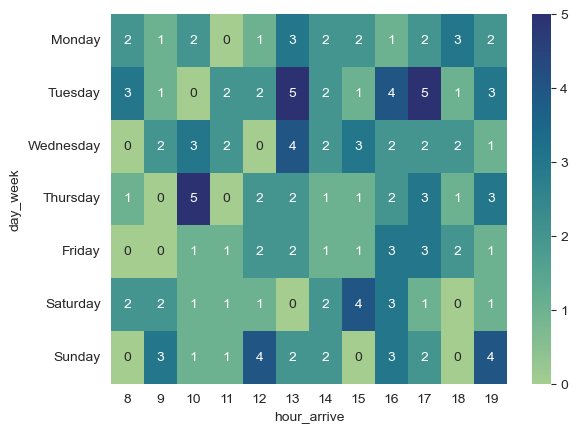 Monday 2 1 2 0 1 3 2 2 1 2 3 2
Tuesday 3 1 0 2 2 5 2 1 4 5 1 3
Wednesday 0 2 3 2 0 4 2 3 2 2 2 1
Thursday 1 0 5 0 2 2 1 1 2 3 1 3
Friday 0 0 1 1 2 2 1 1 3 3 2 1
Saturday 2 2 1 1 1 0 2 4 3 1 0 1
Sunday 0 3 1 1 4 2 2 0 3 2 0 4
8 9 10 11 12 13 14 15 16 17 18 19
hour_arrive
day_week
5
4
3
2
1
0